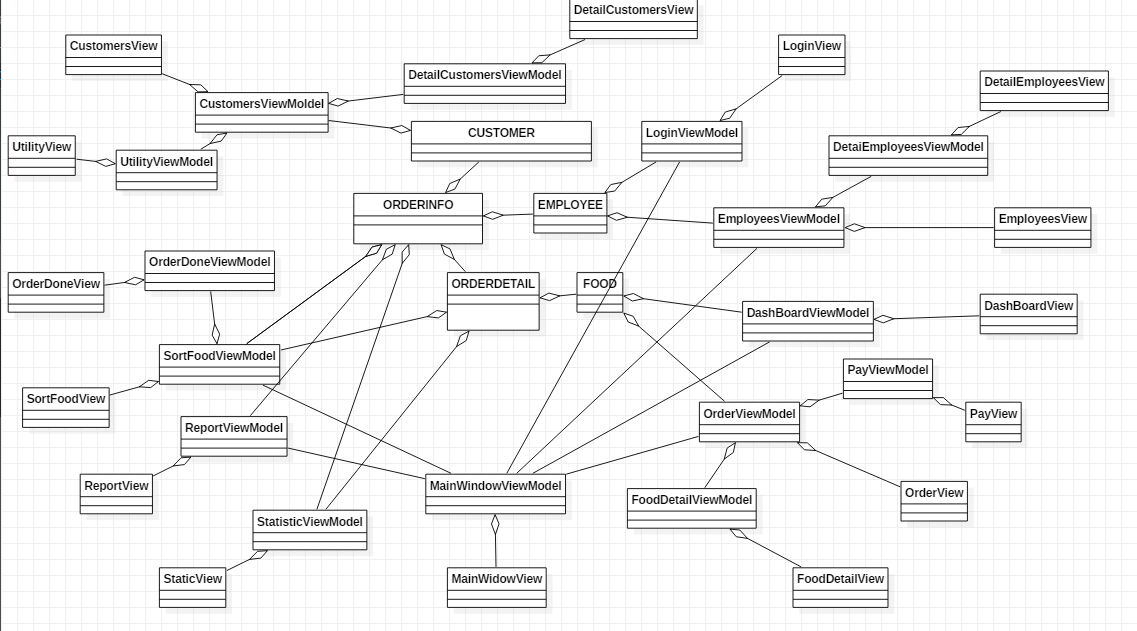 DetailCustomersView
CustomersView
LoginView
DetailCustomersViewModel
DetailEmployeesView
CustomersViewMoldel
CUSTOMER
LoginViewModel
UtilityView
UtilityViewModel
DetaiEmployeesViewModel
ORDERINFO
EMPLOYEE
EmployeesViewModel
EmployeesView
OrderDoneViewModel
OrderDoneView
ORDERDETAIL
FOOD
DashBoardViewModel
DashBoardView
SortFoodViewModel
PayViewModel
SortFoodView
OrderViewModel
PayView
ReportViewModel
ReportView
MainWindowViewModel
FoodDetailViewModel
OrderView
StatisticViewModel
StaticView
MainWidowView
FoodDetailView